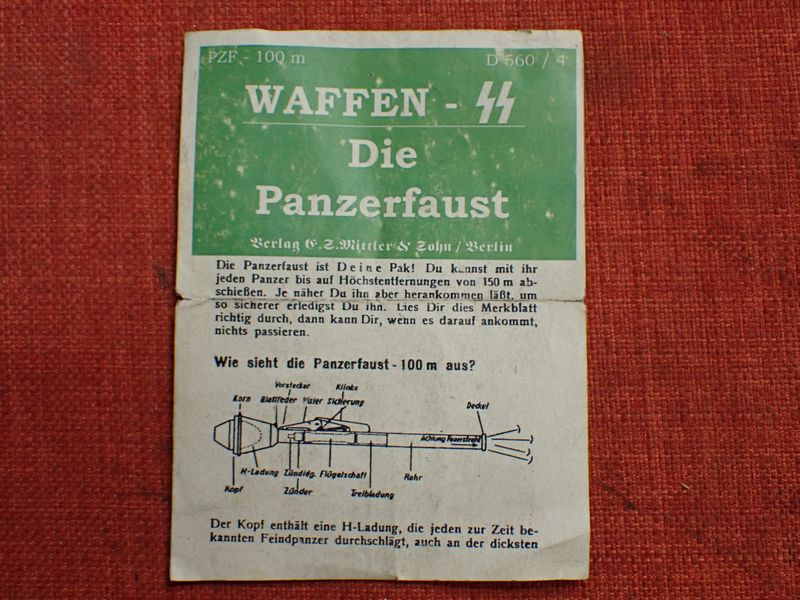 PZF - 100 m D 560 / 4
WAFFEN - ᛋᛋ
Die
Panzerfaust
Verlag E.S.Mittler & Sohn / Berlin
Die Panzerfaust ist Deine Pak! Du kannst mit ihr
jeden Panzer bis auf Höchstentfernungen von 150 m ab-
schießen. Je näher Du ihn aber herankommen läßt, um
so sicherer erledigst Du ihn. Lies Dir dies Merkblatt
richtig durch, dann kann Dir, wenn es darauf ankommt,
nichts passieren.
Wie sieht die Panzerfaust - 100 m aus?
Vorstecker Klinke
Korn Blattfeder Visier Sicherung Deckel
Achtung Feuerstrahl
H-Ladung Zündldg. Flügelschaft Rohr
Kopf Zünder Treibladung
Der Kopf enthält eine H-Ladung, die jeden zur Zeit be-
kannten Feindpanzer durchschlägt, auch an der dicksten